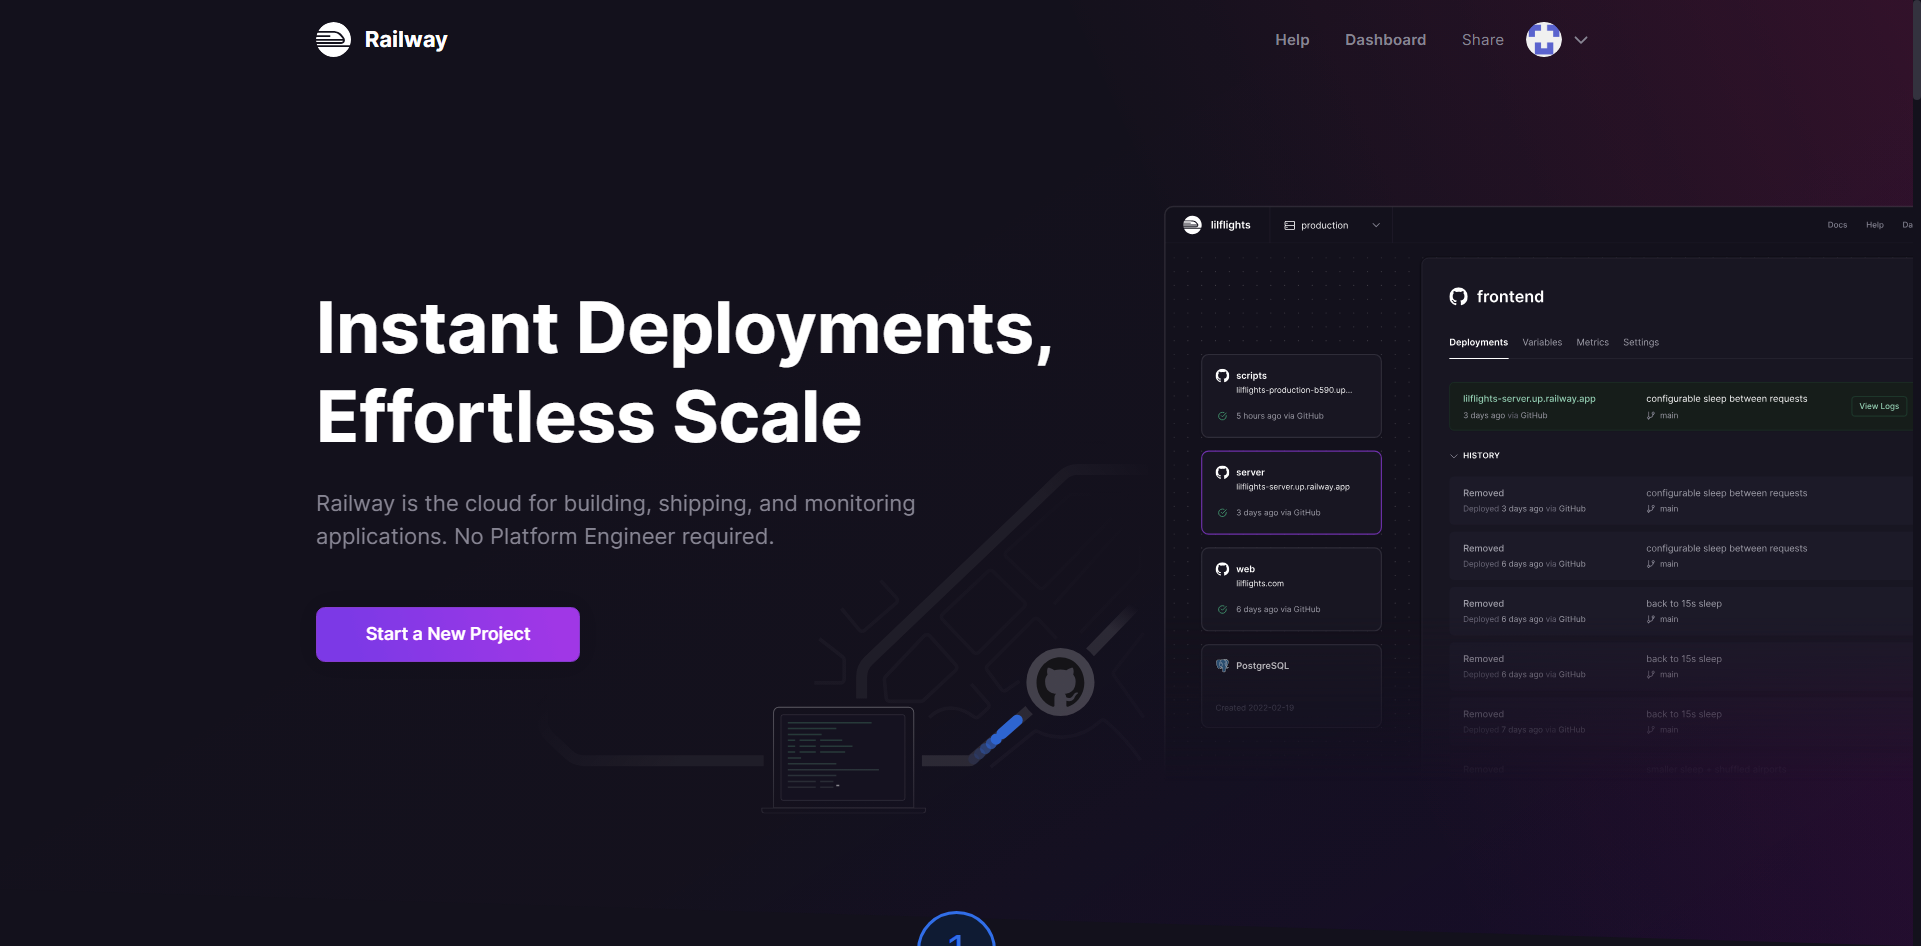 Railway
Help
Dashboard
Share
Instant Deployments,
Effortless Scale
Railway is the cloud for building, shipping, and monitoring
applications. No Platform Engineer required.
Start a New Project
lilflights
production
Docs
Help
Da
scripts
lilflights-production-b590.up...
5 hours ago via GitHub
server
lilflights-server.up.railway.app
3 days ago via GitHub
web
lilflights.com
6 days ago via GitHub
PostgreSQL
Created 2022-02-19
frontend
Deployments
Variables
Metrics
Settings
lilflights-server.up.railway.app
3 days ago via GitHub
configurable sleep between requests
main
View Logs
HISTORY
Removed
Deployed 3 days ago via GitHub
configurable sleep between requests
main
Removed
Deployed 6 days ago via GitHub
configurable sleep between requests
main
Removed
Deployed 6 days ago via GitHub
back to 15s sleep
main
Removed
Deployed 6 days ago via GitHub
back to 15s sleep
main
Removed
Deployed 7 days ago via GitHub
back to 15s sleep
main
Removed
1